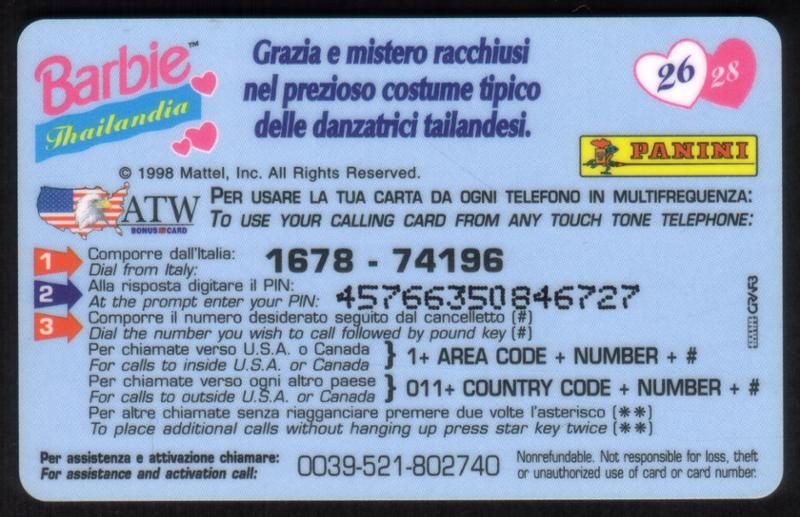 Barbie™
Thailandia
Grazia e mistero racchiusi
nel prezioso costume tipico
delle danzatrici tailandesi.
26 28
PANINI
© 1998 Mattel, Inc. All Rights Reserved.
ATW
BONUS CARD
PER USARE LA TUA CARTA DA OGNI TELEFONO IN MULTIFREQUENZA:
TO USE YOUR CALLING CARD FROM ANY TOUCH TONE TELEPHONE:
1 Comporre dall'Italia:
Dial from Italy:
1678 - 74196
2 Alla risposta digitare il PIN:
At the prompt enter your PIN:
45766350846727
3 Comporre il numero desiderato seguito dal cancelletto (#)
Dial the number you wish to call followed by pound key (#)
Per chiamate verso U.S.A. o Canada
For calls to inside U.S.A. or Canada
} 1+ AREA CODE + NUMBER + #
Per chiamate verso ogni altro paese
For calls to outside U.S.A. or Canada
} 011+ COUNTRY CODE + NUMBER + #
Per altre chiamate senza riagganciare premere due volte l'asterisco (**)
To place additional calls without hanging up press star key twice (**)
Per assistenza e attivazione chiamare:
For assistance and activation call:
0039-521-802740
Nonrefundable. Not responsible for loss, theft
or unauthorized use of card or card number.